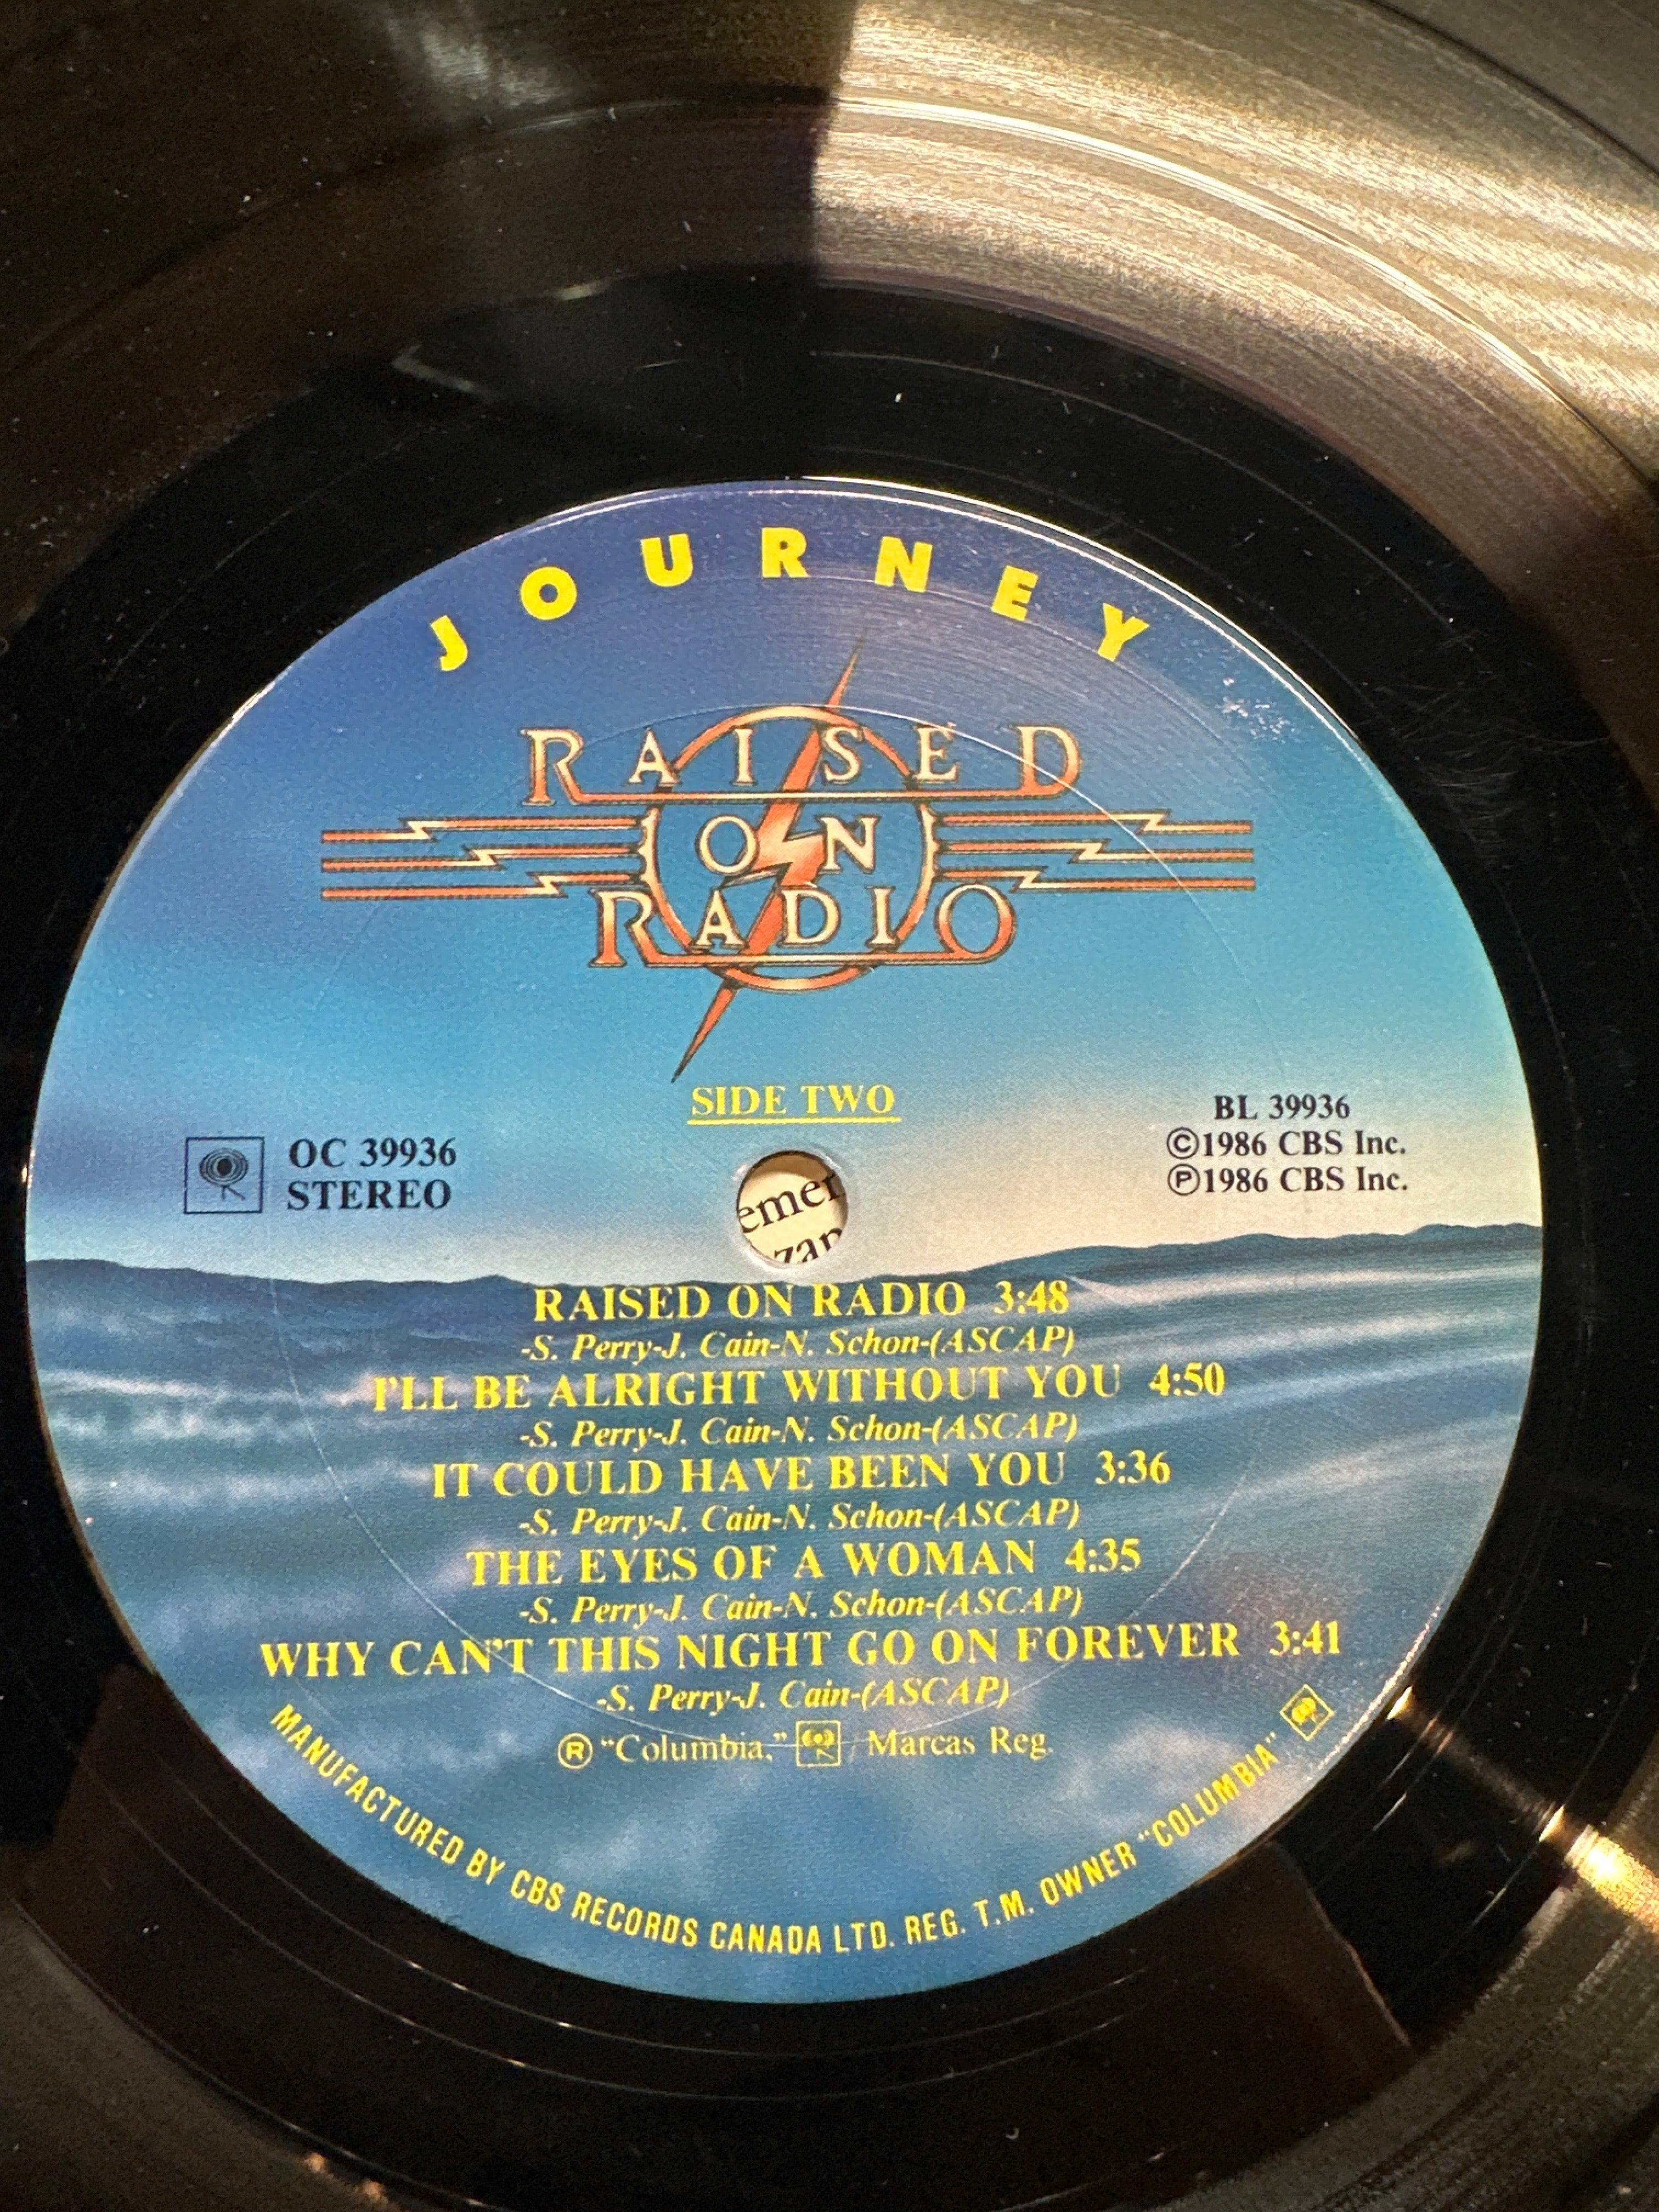 JOURNEY
RAISED
ON
RADIO
SIDE TWO
OC 39936
STEREO
BL 39936
©1986 CBS Inc.
℗1986 CBS Inc.
emer
zan
RAISED ON RADIO 3:48
-S. Perry-J. Cain-N. Schon-(ASCAP)
I'LL BE ALRIGHT WITHOUT YOU 4:50
-S. Perry-J. Cain-N. Schon-(ASCAP)
IT COULD HAVE BEEN YOU 3:36
-S. Perry-J. Cain-N. Schon-(ASCAP)
THE EYES OF A WOMAN 4:35
-S. Perry-J. Cain-N. Schon-(ASCAP)
WHY CAN'T THIS NIGHT GO ON FOREVER 3:41
-S. Perry-J. Cain-(ASCAP)
® "Columbia," , Marcas Reg.
MANUFACTURED BY CBS RECORDS CANADA LTD. REG. T.M. OWNER "COLUMBIA"